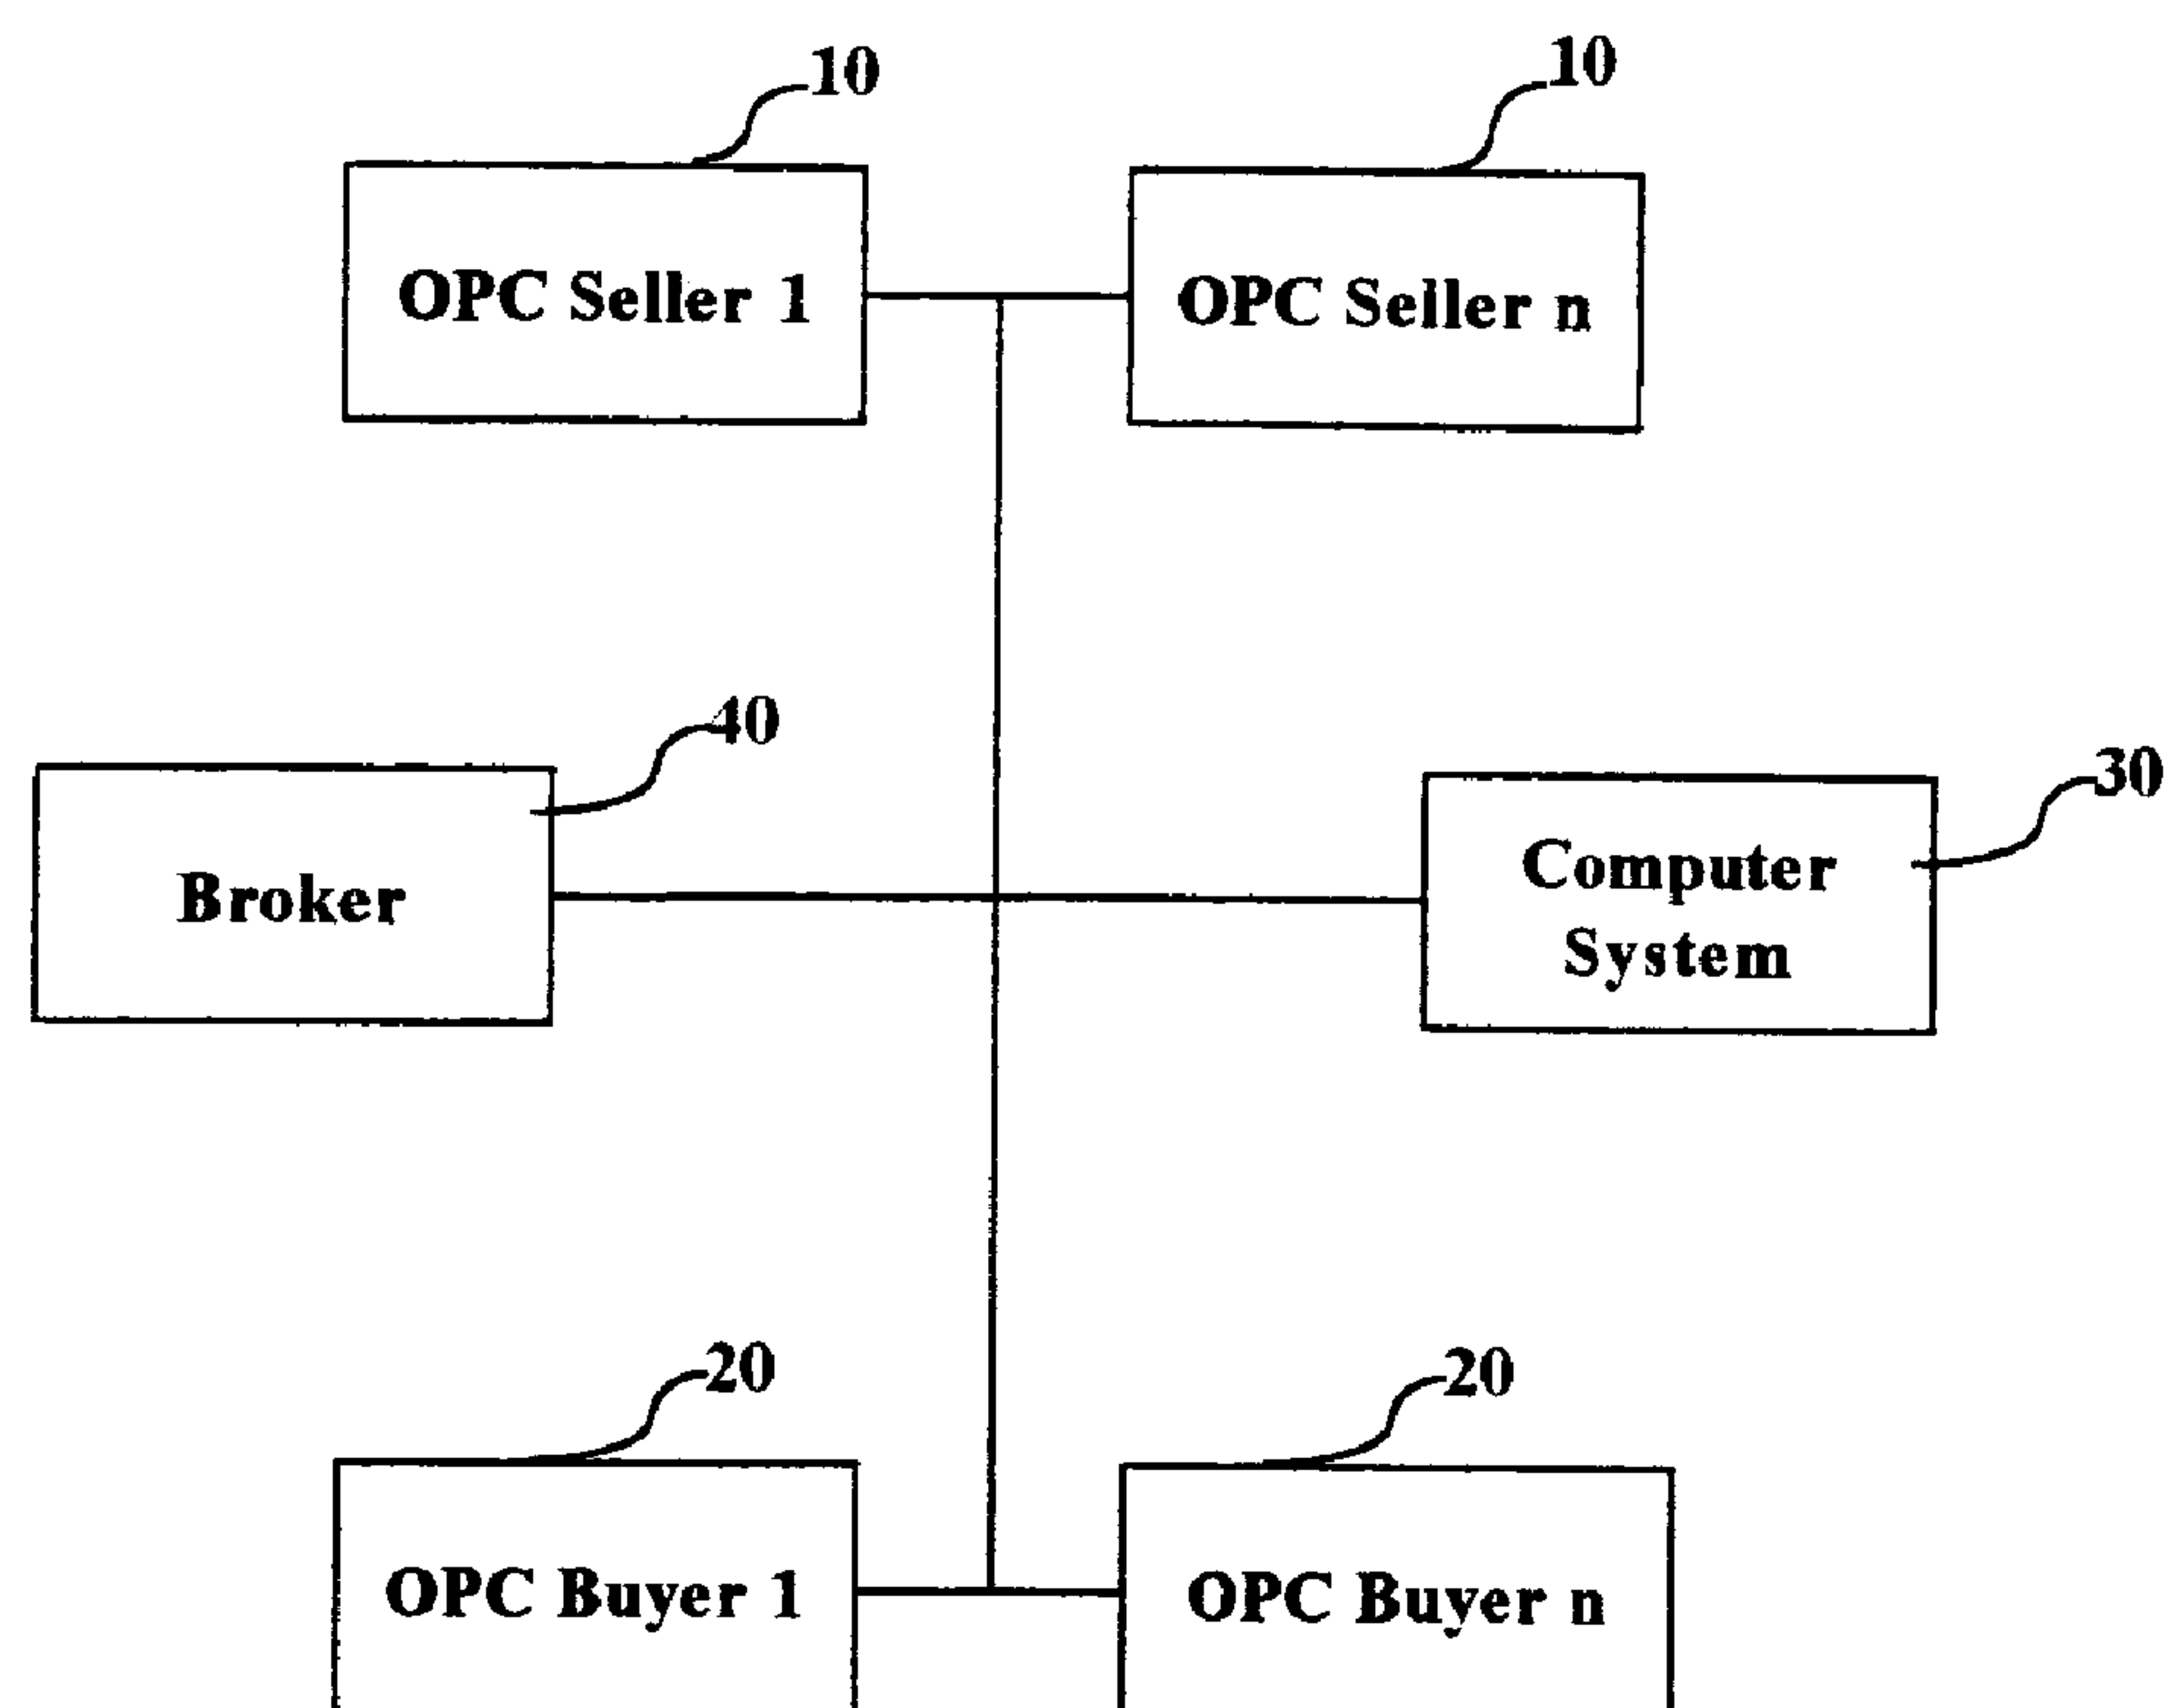 10
10
OPC Seller 1
OPC Seller n
40
30
Broker
Computer
System
20
20
OPC Buyer 1
OPC Buyer n